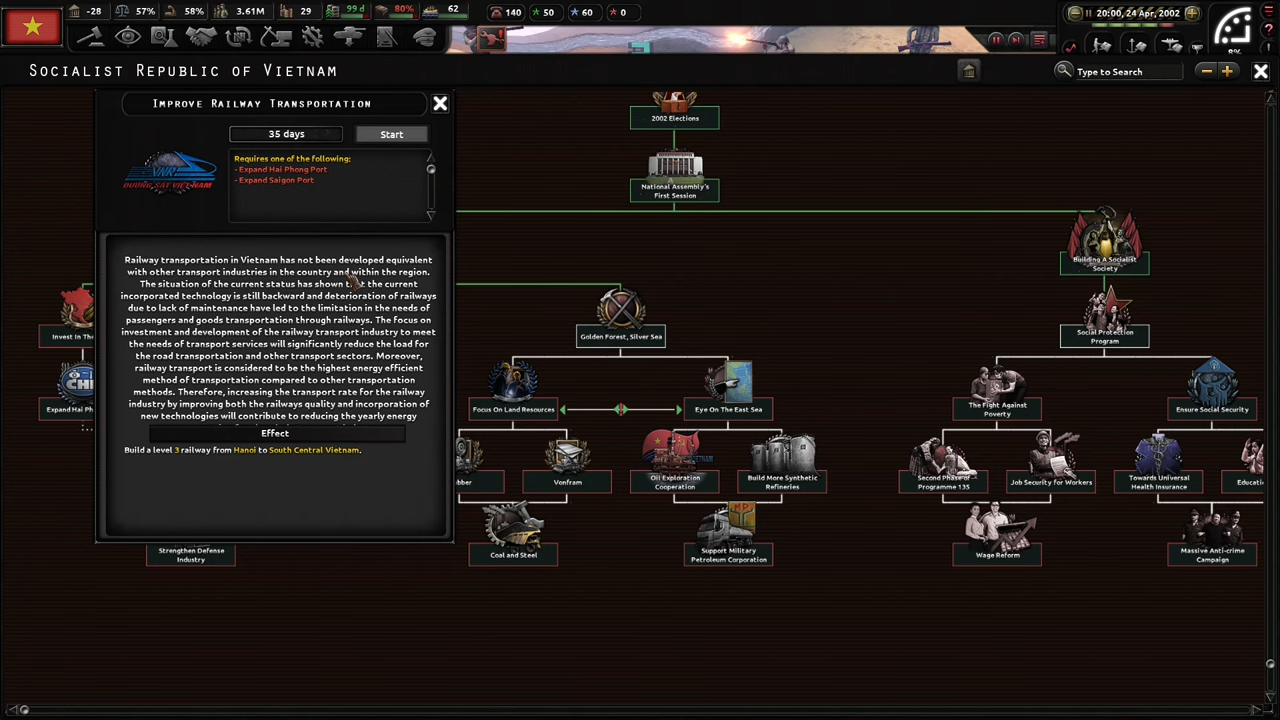 -28
57%
58%
3.61M
29
99 d
80%
62
140
50
60
0
20:00, 24 Apr, 2002
8%
Socialist Republic of Vietnam
Type to Search
Improve Railway Transportation
35 days
Start
Requires one of the following:
- Expand Hai Phong Port
- Expand Saigon Port
ĐƯỜNG SẮT VIỆT NAM
Railway transportation in Vietnam has not been developed equivalent
with other transport industries in the country and within the region.
The situation of the current status has shown that the current
incorporated technology is still backward and deterioration of railways
due to lack of maintenance have led to the limitation in the needs of
passengers and goods transportation through railways. The focus on
investment and development of the railway transport industry to meet
the needs of transport services will significantly reduce the load for
the road transportation and other transport sectors. Moreover,
railway transport is considered to be the highest energy efficient
method of transportation compared to other transportation
methods. Therefore, increasing the transport rate for the railway
industry by improving both the railways quality and incorporation of
new technologies will contribute to reducing the yearly energy
Effect
Build a level 3 railway from Hanoi to South Central Vietnam.
2002 Elections
National Assembly's
First Session
Building A Socialist
Society
Invest In The
Golden Forest, Silver Sea
Social Protection
Program
Expand Hai Ph
Focus On Land Resources
Eye On The East Sea
The Fight Against
Poverty
Ensure Social Security
bber
Vonfram
Oil Exploration
Cooperation
Build More Synthetic
Refineries
Second Phase of
Programme 135
Job Security for Workers
Towards Universal
Health Insurance
Educati
Strengthen Defense
Industry
Coal and Steel
Support Military
Petroleum Corporation
Wage Reform
Massive Anti-crime
Campaign